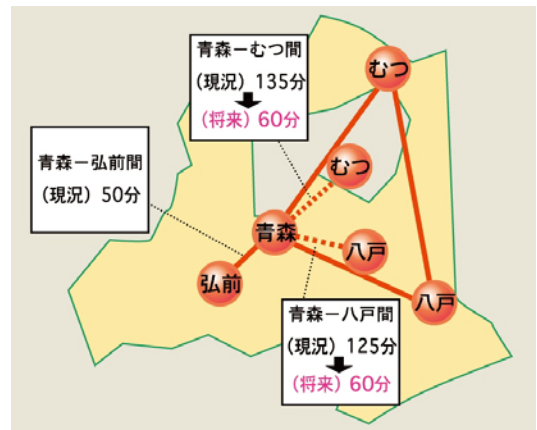 青森－むつ間
(現況) 135分
(将来) 60分
むつ
青森－弘前間
(現況) 50分
むつ
青森
八戸
弘前
八戸
青森－八戸間
(現況) 125分
(将来) 60分